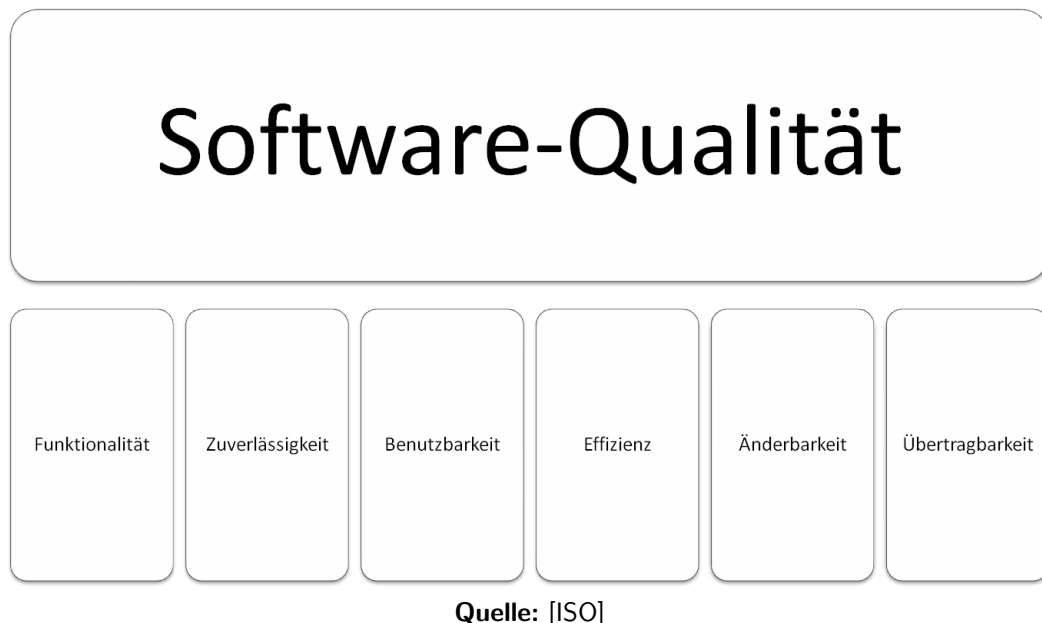 Software-Qualität
Funktionalität
Zuverlässigkeit
Benutzbarkeit
Effizienz
Änderbarkeit
Übertragbarkeit
Quelle: [ISO]